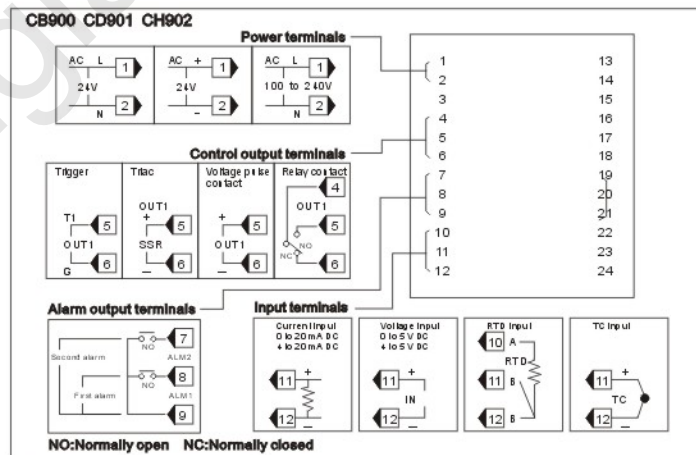 CB900 CD901 CH902
Power terminals
AC L 1
24V
N 2
AC + 1
24V
− 2
AC L 1
100 to 240V
N 2
Control output terminals
Trigger
T1 5
OUT1
G 6
Triac
OUT1
+ 5
SSR
− 6
Voltage pulse
contact
+ 5
OUT1
− 6
Relay contact
4
OUT1
5
NO
NC
6
1 13
2 14
3 15
4 16
5 17
6 18
7 19
8 20
9 21
10 22
11 23
12 24
Alarm output terminals
7
NO
ALM2
Second alarm
8
NO
First alarm
ALM1
9
Input terminals
Current Input
0 to 20mA DC
4 to 20mA DC
+
11
12 −
Voltage Input
0 to 5 V DC
4 to 5 V DC
+
11
IN
12 −
RTD Input
10 A
RTD
11 B
12 B
TC Input
11 +
TC
12 −
NO:Normally open NC:Normally closed